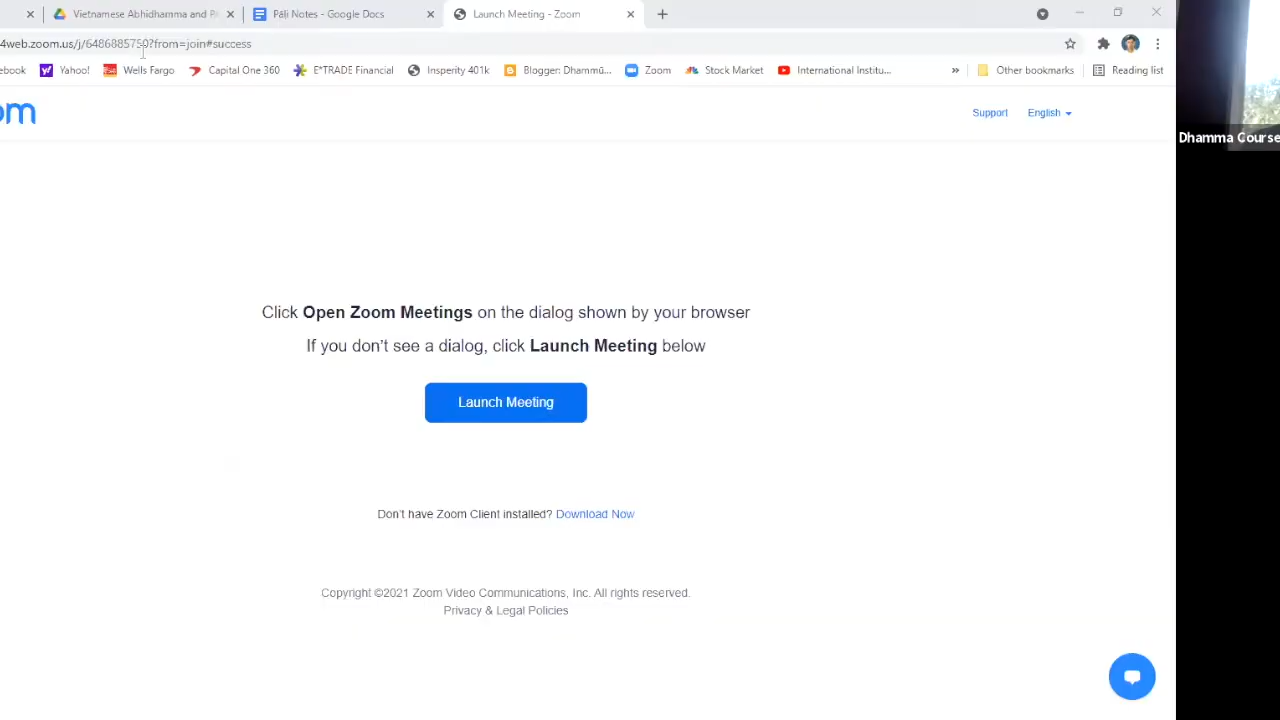 Vietnamese Abhidhamma and Pā
Pāḷi Notes - Google Docs
Launch Meeting - Zoom
4web.zoom.us/j/6486885750?from=join#success
ebook
Yahoo!
Wells Fargo
Capital One 360
E*TRADE Financial
Insperity 401k
Blogger: Dhammū...
Zoom
Stock Market
International Institu...
»
Other bookmarks
Reading list
om
Support
English
Dhamma Course
Click Open Zoom Meetings on the dialog shown by your browser
If you don't see a dialog, click Launch Meeting below
Launch Meeting
Don't have Zoom Client installed? Download Now
Copyright ©2021 Zoom Video Communications, Inc. All rights reserved.
Privacy & Legal Policies